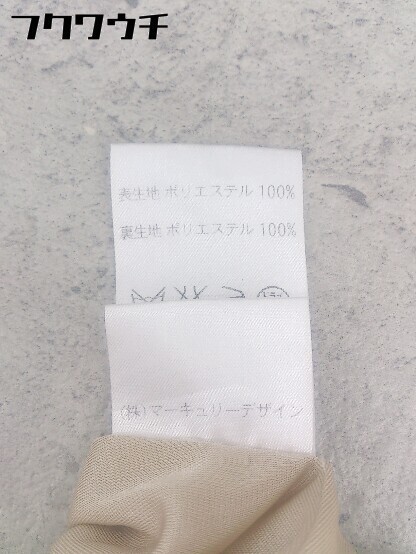 フクワウチ
表生地 ポリエステル 100%
裏生地 ポリエステル 100%
(株)マーキュリーデザイン